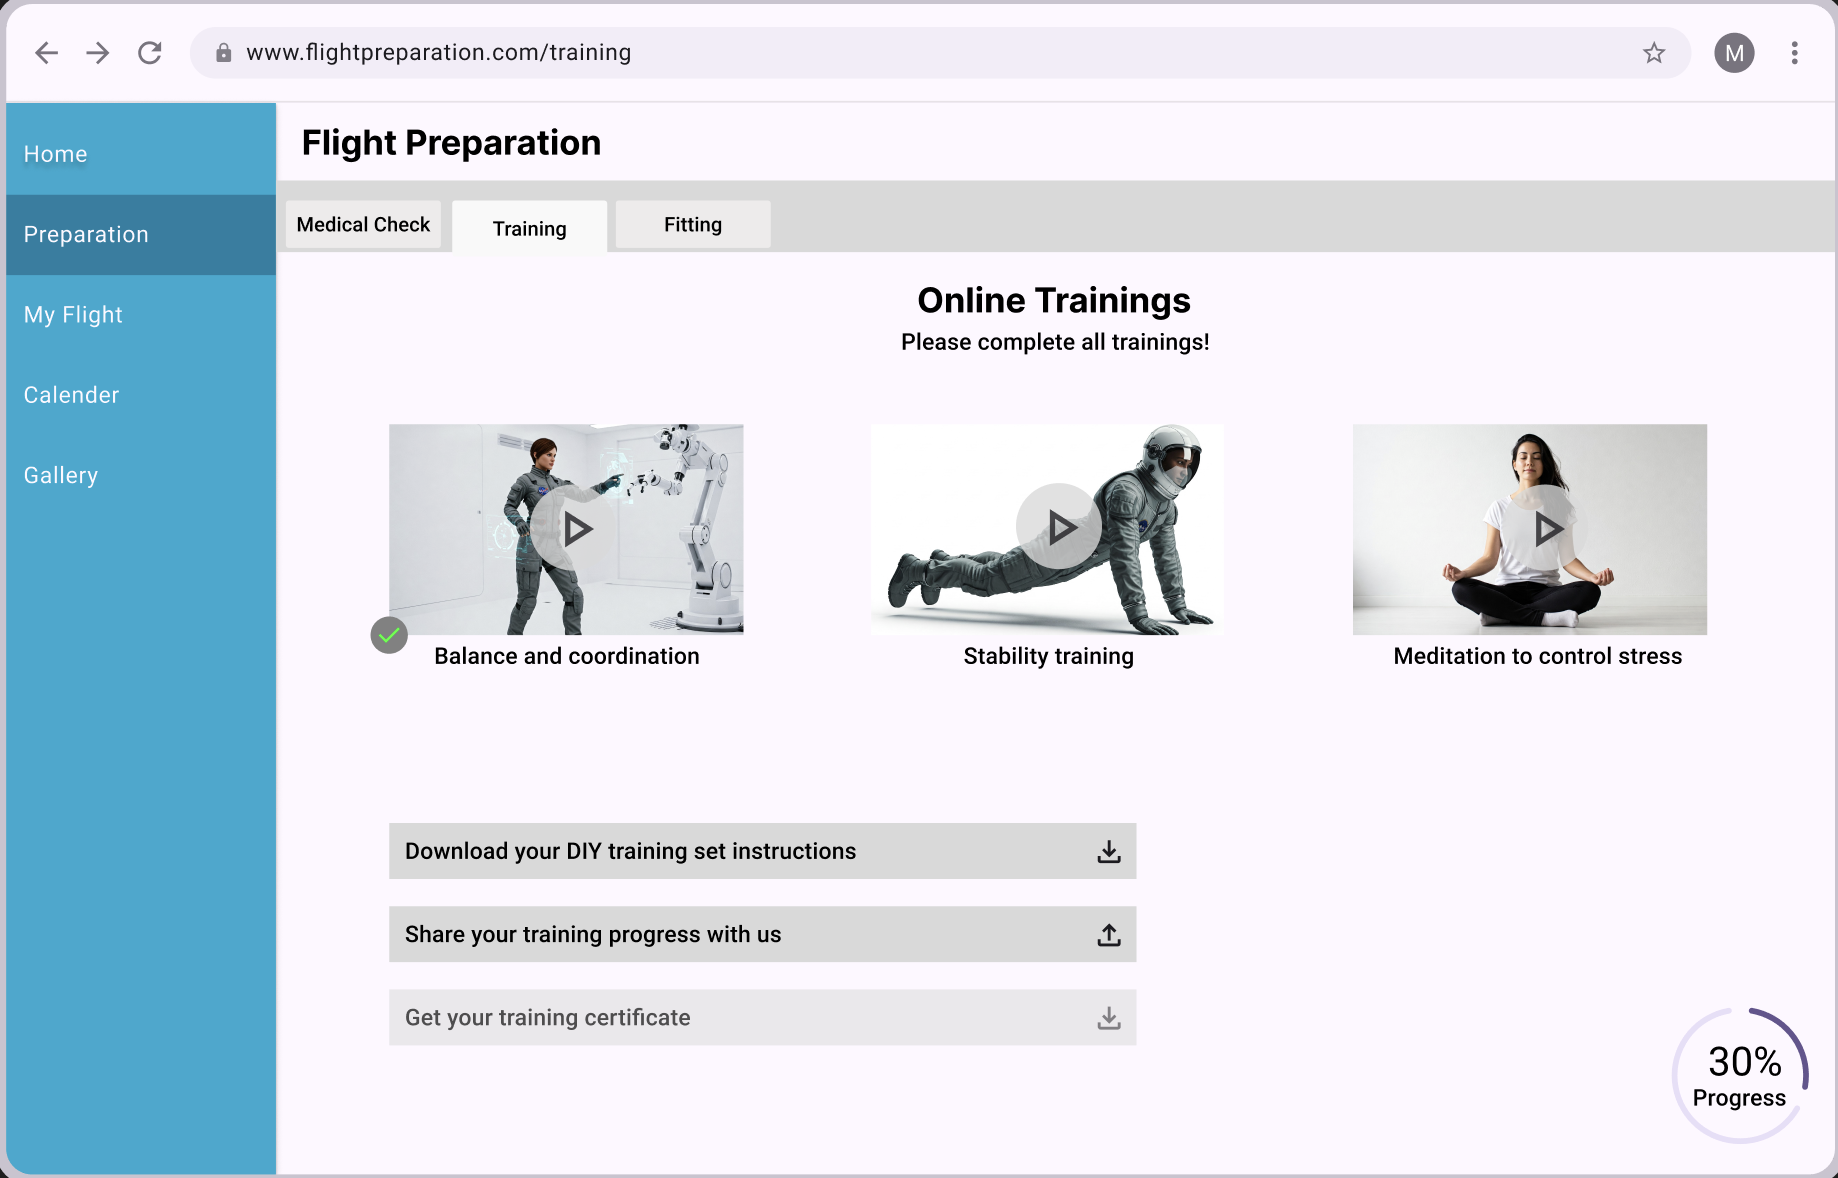 www.flightpreparation.com/training
M
Home
Preparation
My Flight
Calender
Gallery
Flight Preparation
Medical Check
Training
Fitting
Online Trainings
Please complete all trainings!
Balance and coordination
Stability training
Meditation to control stress
Download your DIY training set instructions
Share your training progress with us
Get your training certificate
30%
Progress